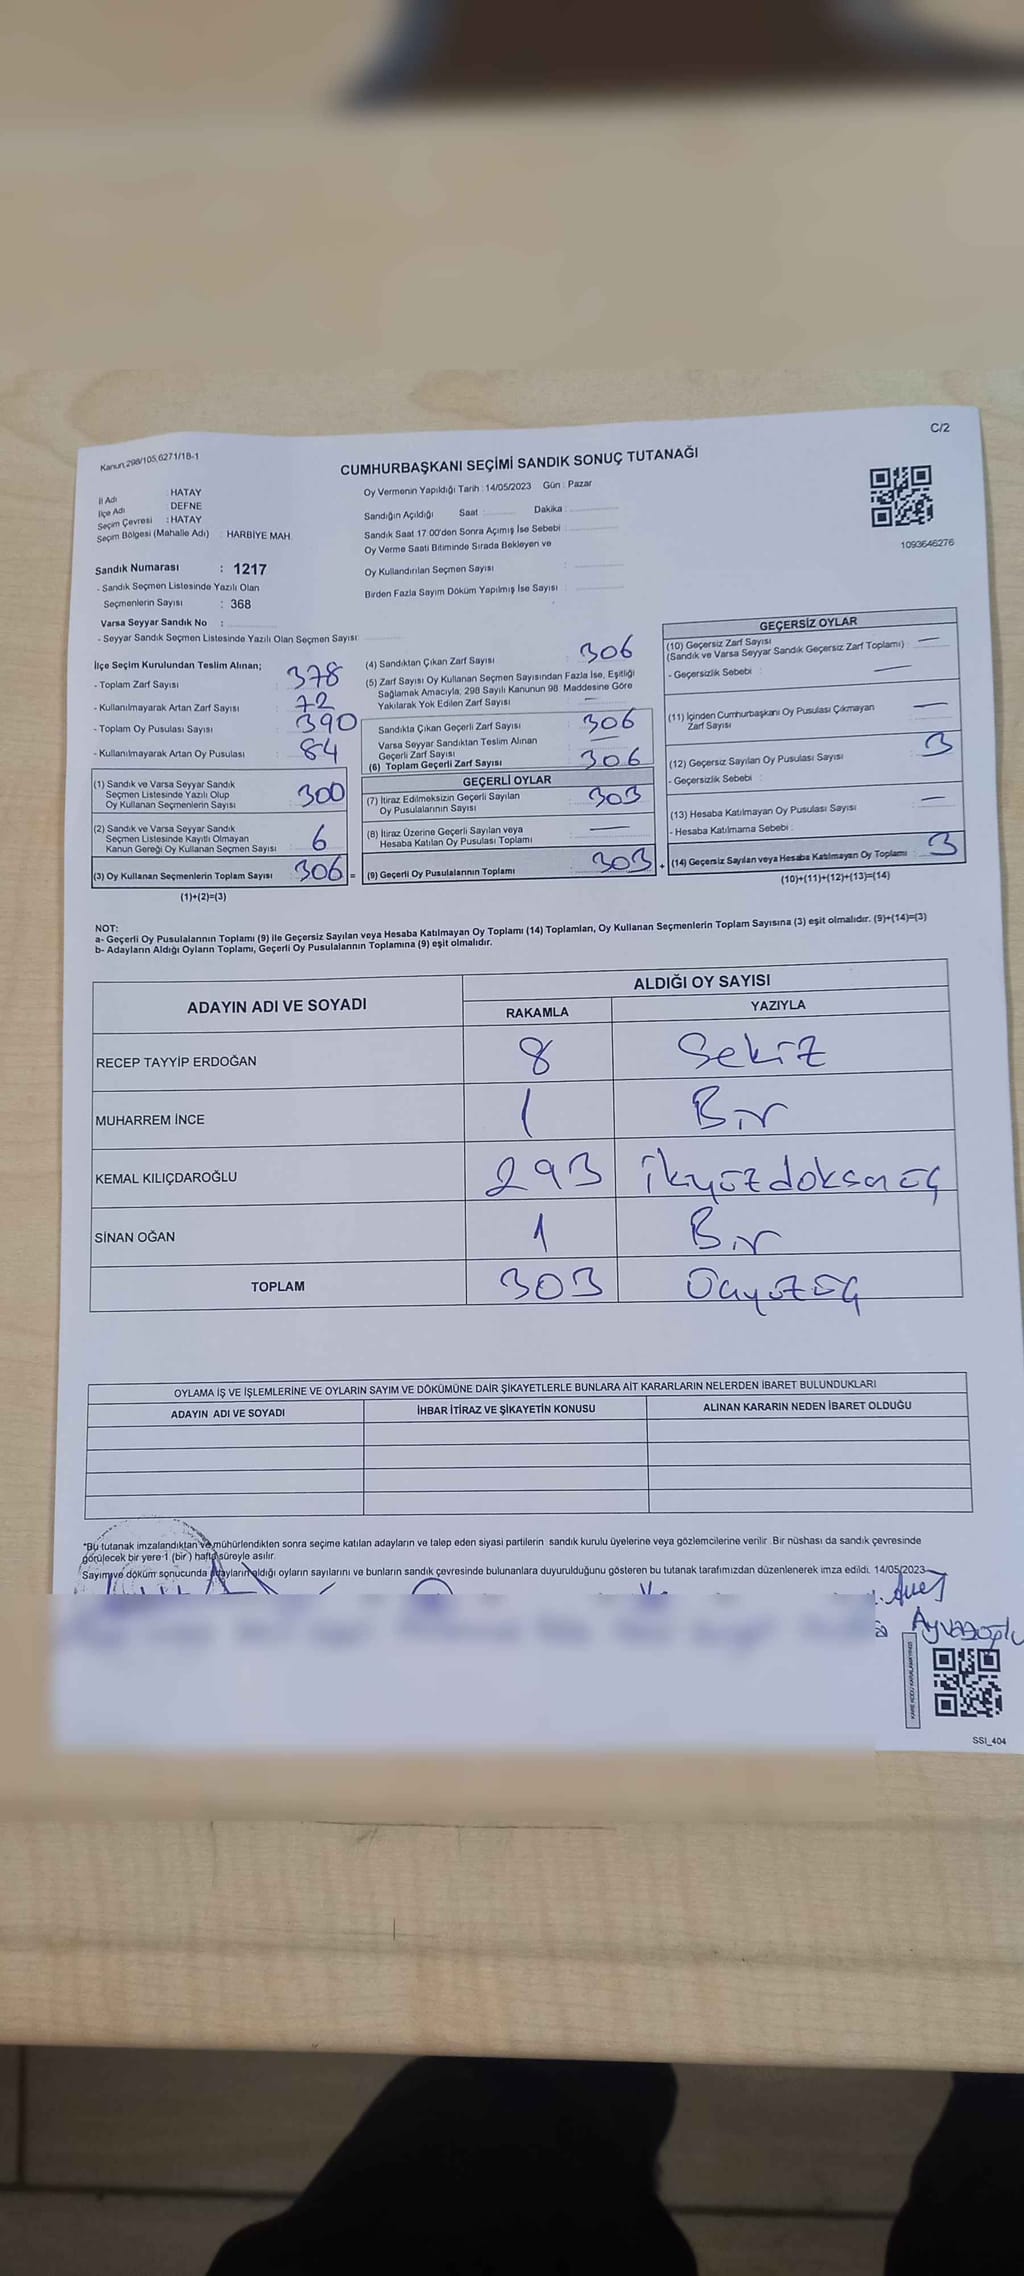 C/2
Kanun,298/105,6271/18-1
CUMHURBAŞKANI SEÇİMİ SANDIK SONUÇ TUTANAĞI
İl Adı : HATAY
İlçe Adı : DEFNE
Seçim Çevresi : HATAY
Seçim Bölgesi (Mahalle Adı) : HARBİYE MAH.
Sandık Numarası : 1217
- Sandık Seçmen Listesinde Yazılı Olan
Seçmenlerin Sayısı : 368
Varsa Seyyar Sandık No :
- Seyyar Sandık Seçmen Listesinde Yazılı Olan Seçmen Sayısı:
Oy Vermenin Yapıldığı Tarih : 14/05/2023 Gün : Pazar
Sandığın Açıldığı Saat : Dakika :
Sandık Saat 17:00'den Sonra Açımış İse Sebebi :
Oy Verme Saati Bitiminde Sırada Bekleyen ve
Oy Kullandırılan Seçmen Sayısı :
Birden Fazla Sayım Döküm Yapılmış İse Sayısı :
1093646276
İlçe Seçim Kurulundan Teslim Alınan;
- Toplam Zarf Sayısı : 378
- Kullanılmayarak Artan Zarf Sayısı : 72
- Toplam Oy Pusulası Sayısı : 390
- Kullanılmayarak Artan Oy Pusulası : 84
(1) Sandık ve Varsa Seyyar Sandık
Seçmen Listesinde Yazılı Olup
Oy Kullanan Seçmenlerin Sayısı : 300
(2) Sandık ve Varsa Seyyar Sandık
Seçmen Listesinde Kayıtlı Olmayan
Kanun Gereği Oy Kullanan Seçmen Sayısı : 6
(3) Oy Kullanan Seçmenlerin Toplam Sayısı : 306 =
(1)+(2)=(3)
(4) Sandıktan Çıkan Zarf Sayısı : 306
(5) Zarf Sayısı Oy Kullanan Seçmen Sayısından Fazla İse, Eşitliği
Sağlamak Amacıyla, 298 Sayılı Kanunun 98. Maddesine Göre
Yakılarak Yok Edilen Zarf Sayısı : —
Sandıkta Çıkan Geçerli Zarf Sayısı : 306
Varsa Seyyar Sandıktan Teslim Alınan
Geçerli Zarf Sayısı : —
(6) Toplam Geçerli Zarf Sayısı : 306
GEÇERLİ OYLAR
(7) İtiraz Edilmeksizin Geçerli Sayılan
Oy Pusulalarının Sayısı : 303
(8) İtiraz Üzerine Geçerli Sayılan veya
Hesaba Katılan Oy Pusulası Toplamı : —
(9) Geçerli Oy Pusulalarının Toplamı : 303 +
GEÇERSİZ OYLAR
(10) Geçersiz Zarf Sayısı
(Sandık ve Varsa Seyyar Sandık Geçersiz Zarf Toplamı) : —
- Geçersizlik Sebebi : —
(11) İçinden Cumhurbaşkanı Oy Pusulası Çıkmayan
Zarf Sayısı : —
(12) Geçersiz Sayılan Oy Pusulası Sayısı : 3
- Geçersizlik Sebebi :
(13) Hesaba Katılmayan Oy Pusulası Sayısı : —
- Hesaba Katılmama Sebebi :
(14) Geçersiz Sayılan veya Hesaba Katılmayan Oy Toplamı : 3
(10)+(11)+(12)+(13)=(14)
NOT:
a- Geçerli Oy Pusulalarının Toplamı (9) ile Geçersiz Sayılan veya Hesaba Katılmayan Oy Toplamı (14) Toplamları, Oy Kullanan Seçmenlerin Toplam Sayısına (3) eşit olmalıdır. (9)+(14)=(3)
b- Adayların Aldığı Oyların Toplamı, Geçerli Oy Pusulalarının Toplamına (9) eşit olmalıdır.
ADAYIN ADI VE SOYADI
ALDIĞI OY SAYISI
RAKAMLA YAZIYLA
RECEP TAYYİP ERDOĞAN 8 Sekiz
MUHARREM İNCE 1 Bir
KEMAL KILIÇDAROĞLU 293 ikiyüzdoksanüç
SİNAN OĞAN 1 Bir
TOPLAM 303 Üçyüzüç
OYLAMA İŞ VE İŞLEMLERİNE VE OYLARIN SAYIM VE DÖKÜMÜNE DAİR ŞİKAYETLERLE BUNLARA AİT KARARLARIN NELERDEN İBARET BULUNDUKLARI
ADAYIN ADI VE SOYADI İHBAR İTİRAZ VE ŞİKAYETİN KONUSU ALINAN KARARIN NEDEN İBARET OLDUĞU
*Bu tutanak imzalandıktan ve mühürlendikten sonra seçime katılan adayların ve talep eden siyasi partilerin sandık kurulu üyelerine veya gözlemcilerine verilir. Bir nüshası da sandık çevresinde
görülecek bir yere 1 (bir) hafta süreyle asılır.
Sayım ve döküm sonucunda adayların aldığı oyların sayılarını ve bunların sandık çevresinde bulunanlara duyurulduğunu gösteren bu tutanak tarafımızdan düzenlenerek imza edildi. 14/05/2023
Ayvazoğlu
SSI_404